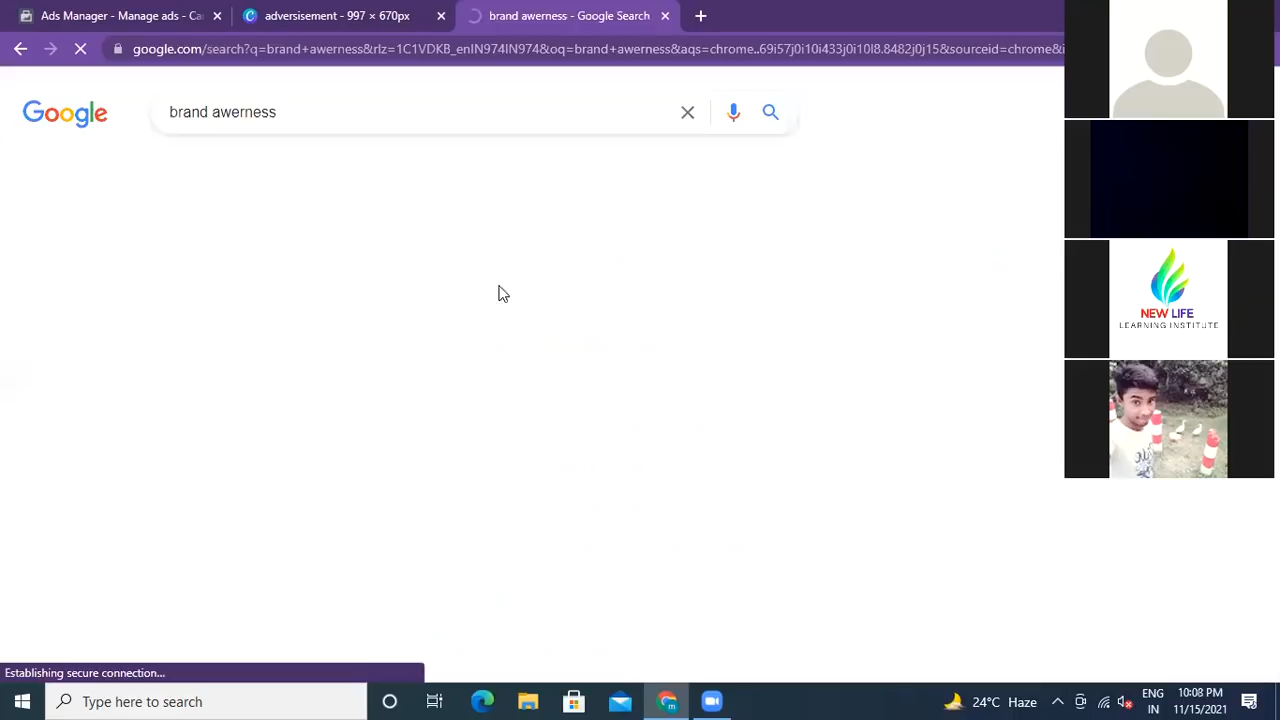 Ads Manager - Manage ads - Ca
adversisement - 997 × 670px
brand awerness - Google Search
google.com/search?q=brand+awerness&rlz=1C1VDKB_enIN974IN974&oq=brand+awerness&aqs=chrome..69i57j0i10i433j0i10l8.8482j0j15&sourceid=chrome&i
Google
brand awerness
NEW LIFE
LEARNING INSTITUTE
Establishing secure connection...
Type here to search
24°C Haze
ENG
IN
10:08 PM
11/15/2021